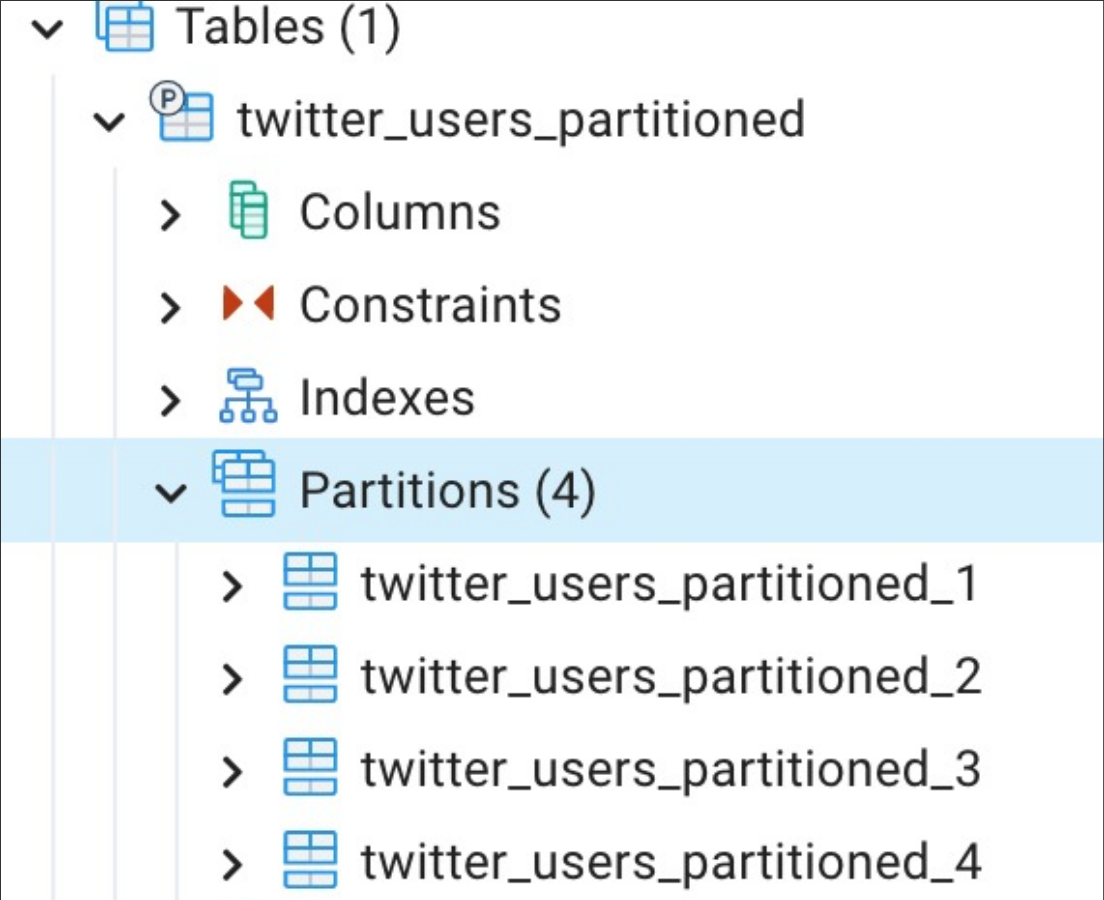 Tables (1)
P
twitter_users_partitioned
Columns
Constraints
Indexes
Partitions (4)
twitter_users_partitioned_1
twitter_users_partitioned_2
twitter_users_partitioned_3
twitter_users_partitioned_4